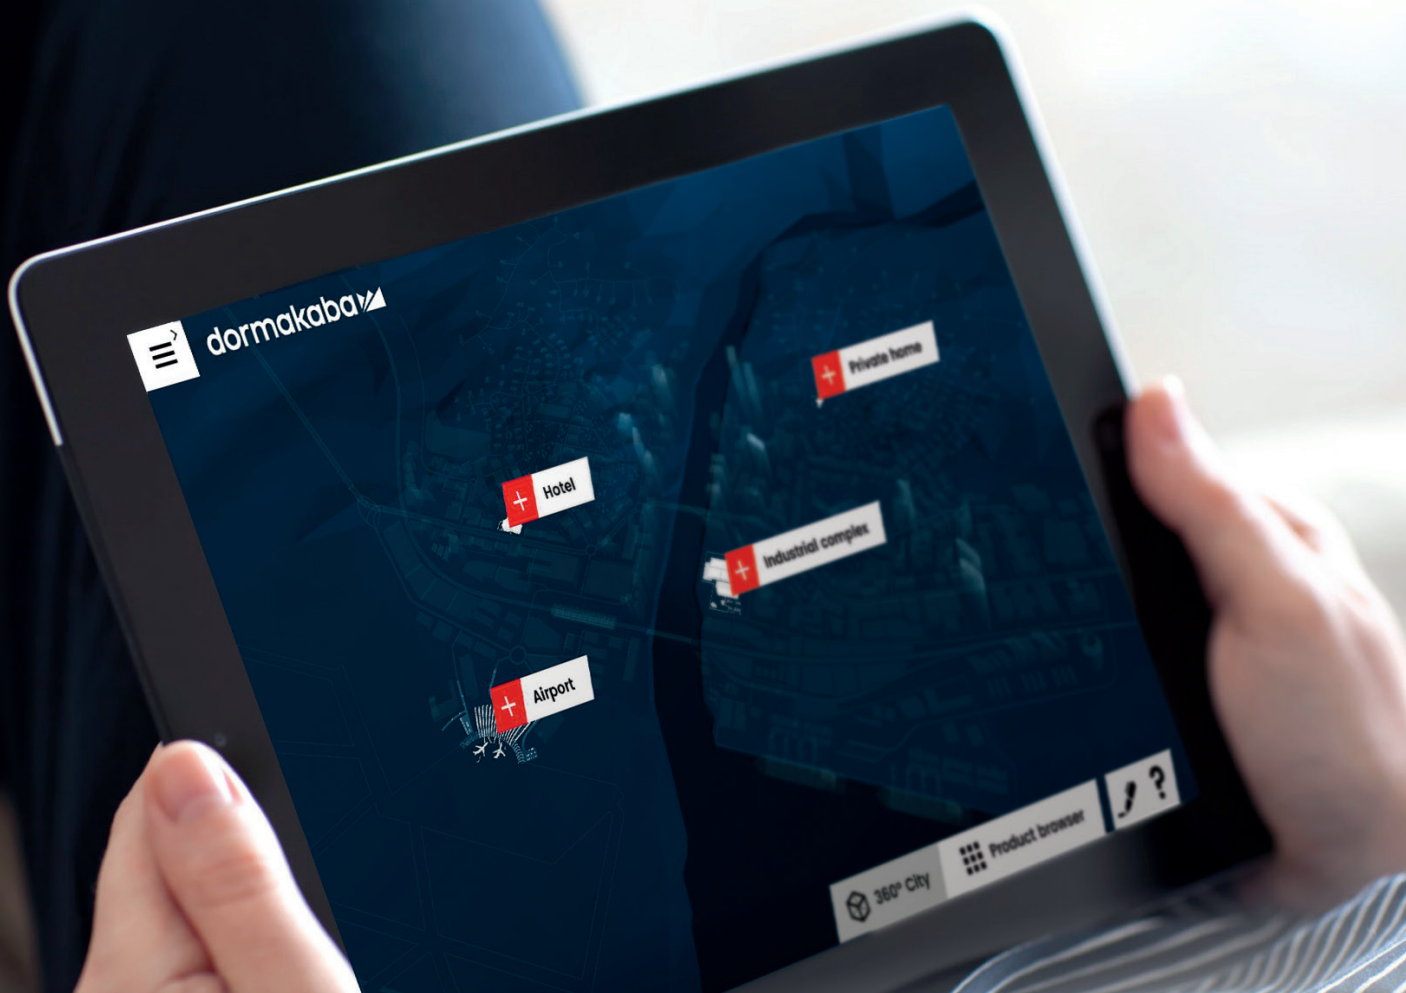 dormakaba
Private home
Hotel
Industrial complex
Airport
360° City
Product browser
?